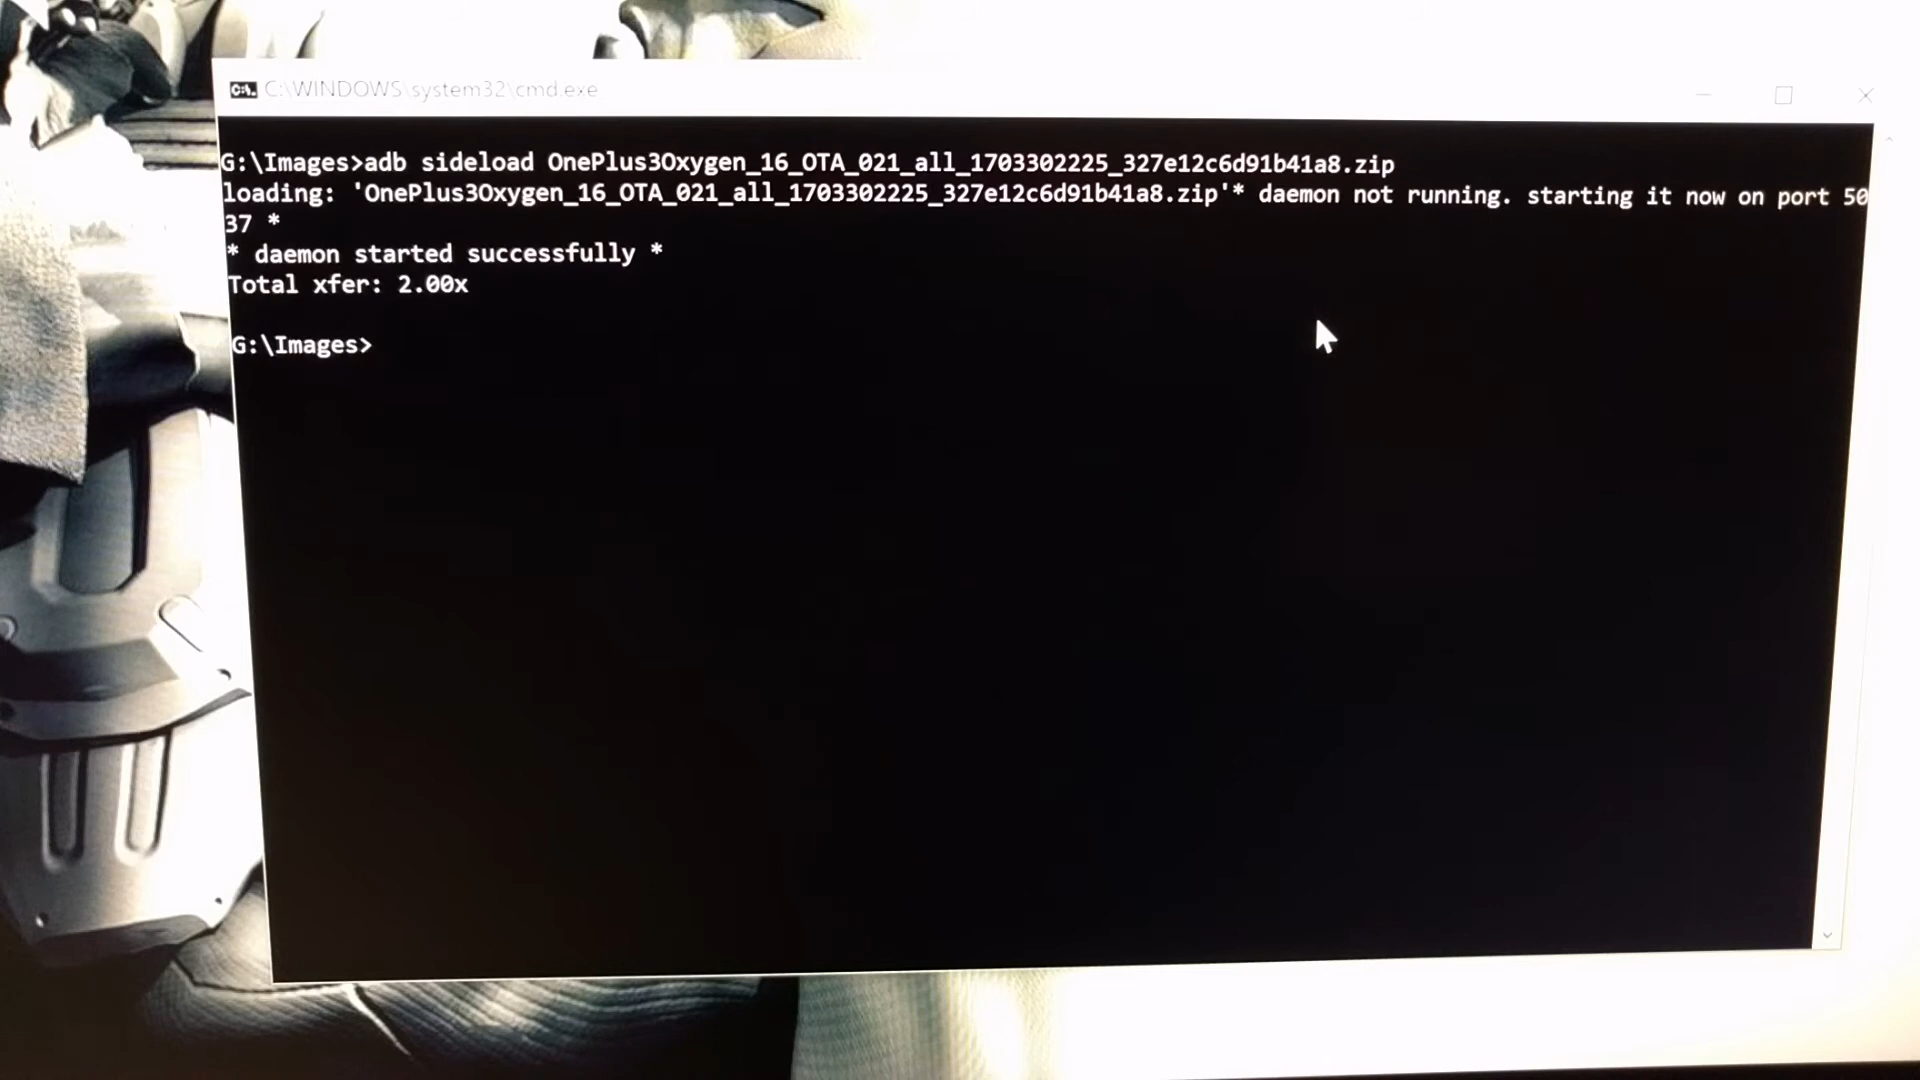 C:\WINDOWS\system32\cmd.exe
G:\Images>adb sideload OnePlus3Oxygen_16_OTA_021_all_1703302225_327e12c6d91b41a8.zip
loading: 'OnePlus3Oxygen_16_OTA_021_all_1703302225_327e12c6d91b41a8.zip'* daemon not running. starting it now on port 50
37 *
* daemon started successfully *
Total xfer: 2.00x
G:\Images>